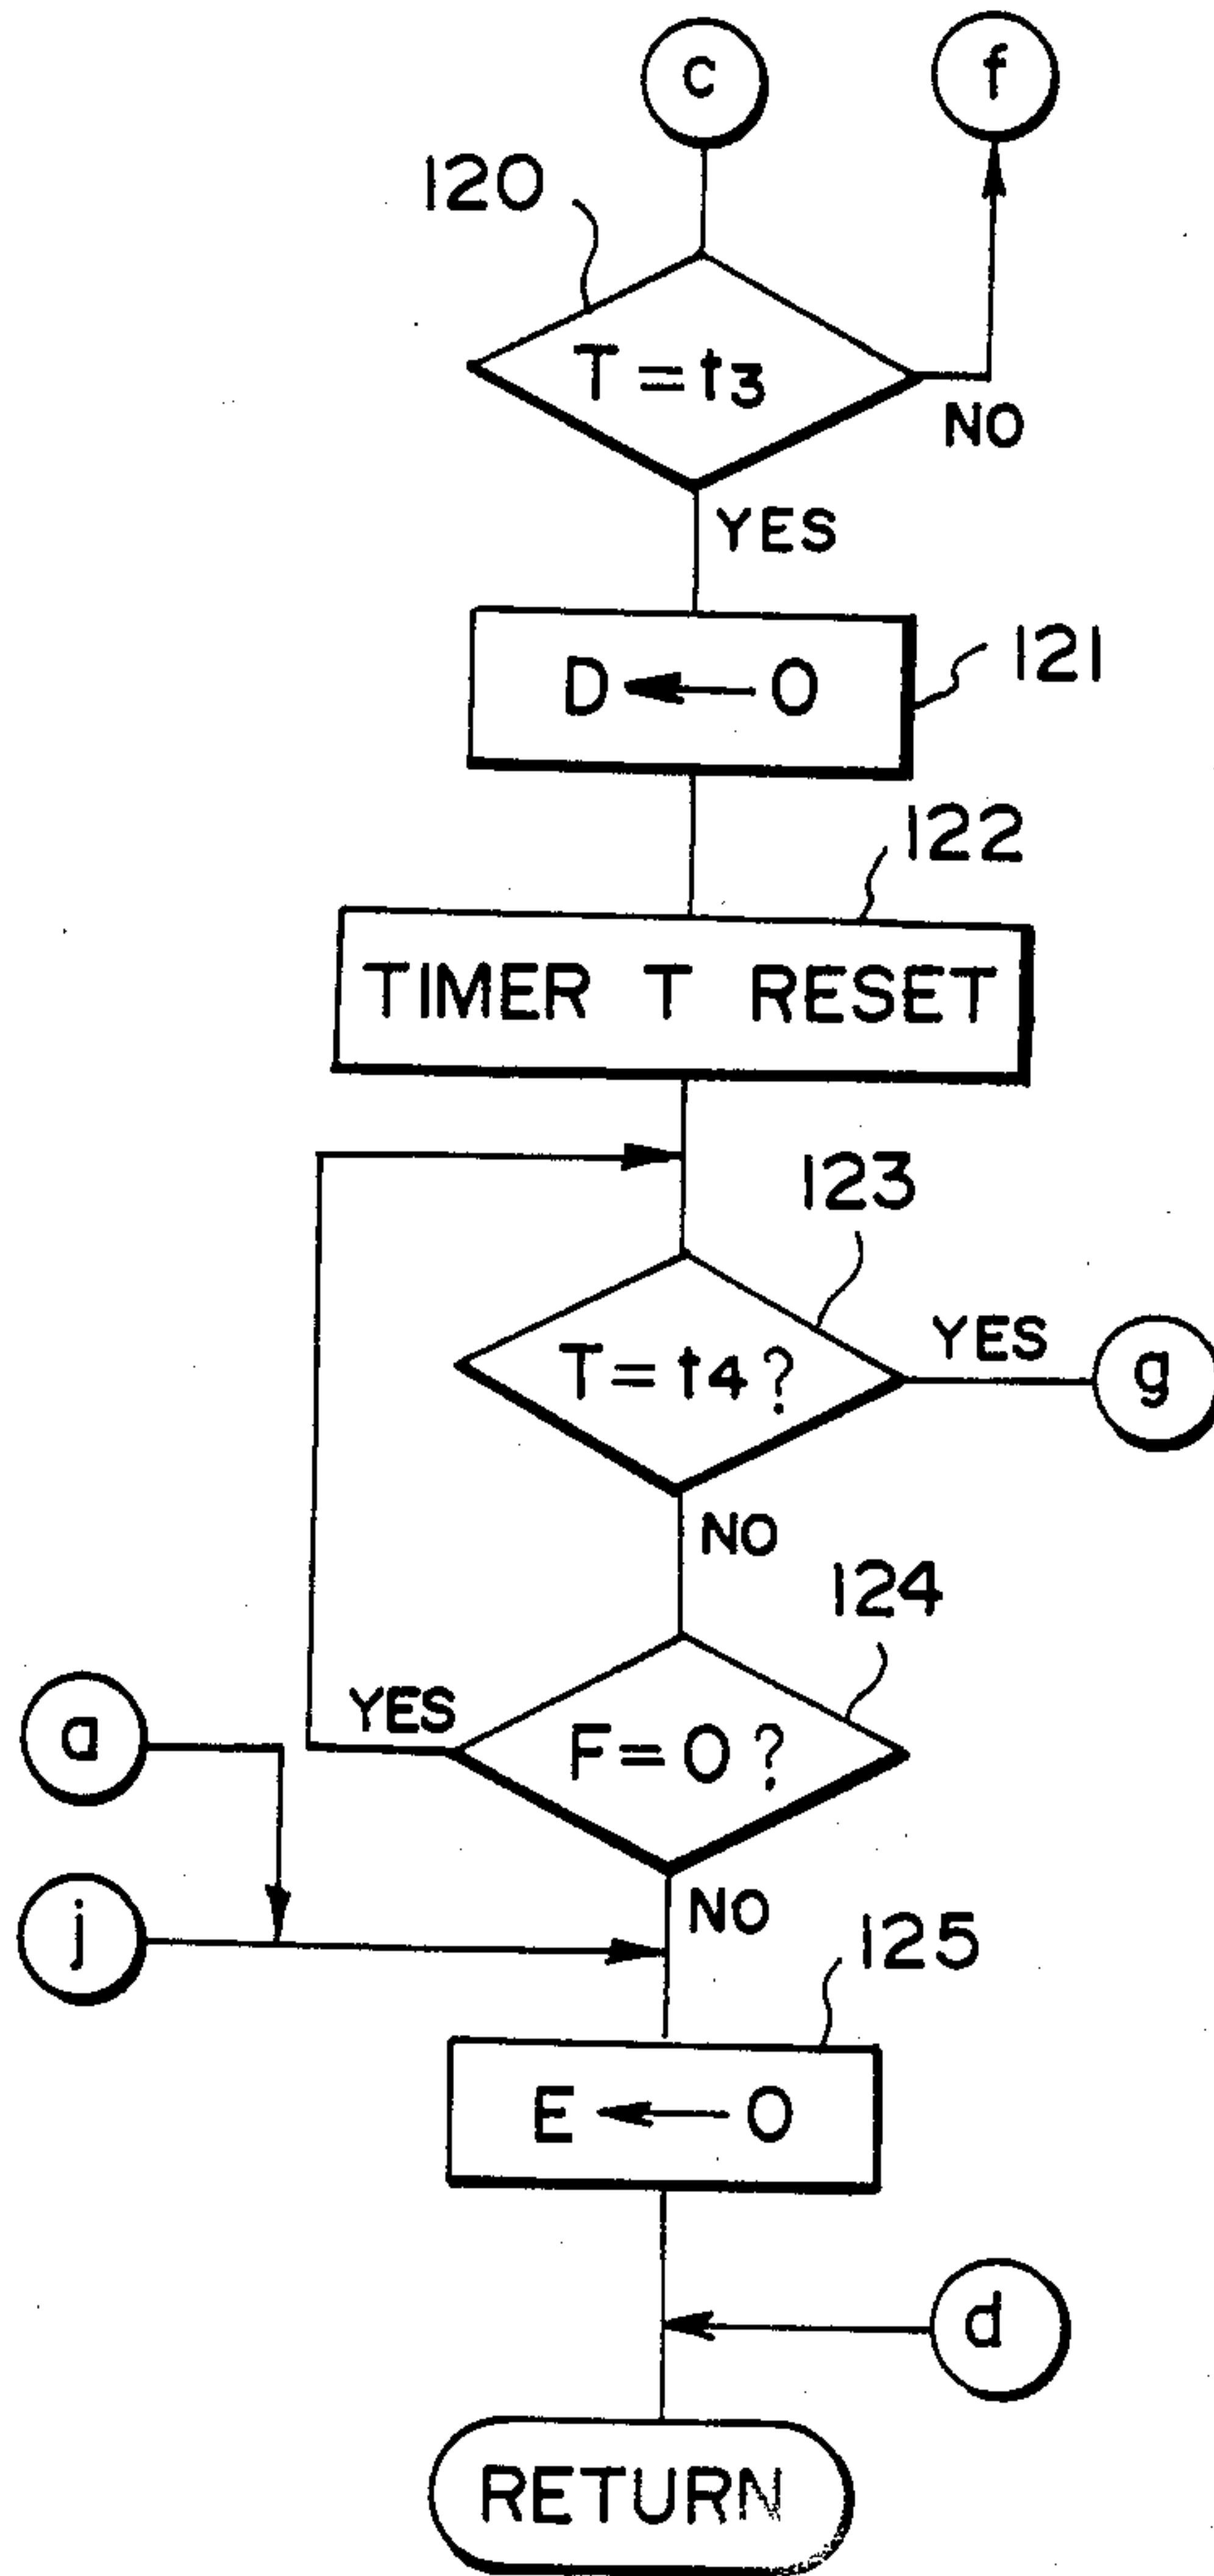 c
f
120
T = t3
NO
YES
D ← 0
121
122
TIMER T RESET
123
T = t4 ?
YES
g
NO
124
a
YES
F = 0 ?
j
NO
125
E ← 0
d
RETURN